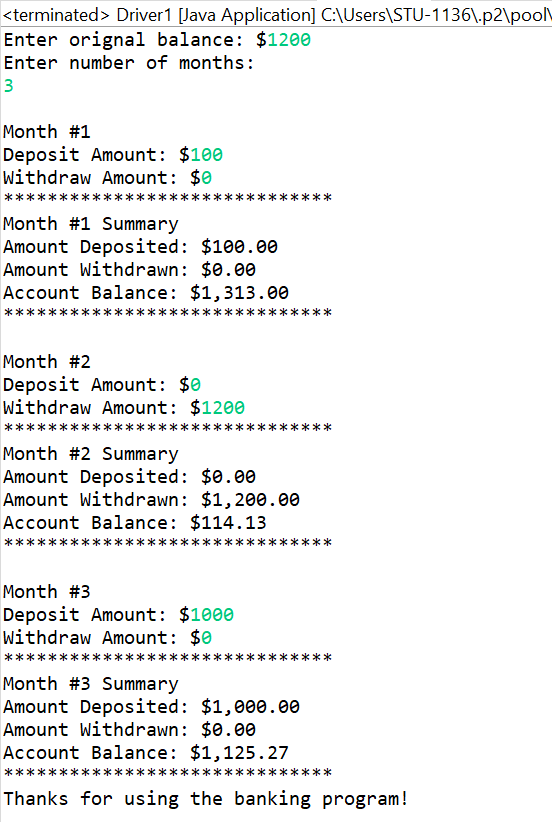 <terminated> Driver1 [Java Application] C:\Users\STU-1136\.p2\pool\
Enter orignal balance: $1200
Enter number of months:
3
Month #1
Deposit Amount: $100
Withdraw Amount: $0
******************************
Month #1 Summary
Amount Deposited: $100.00
Amount Withdrawn: $0.00
Account Balance: $1,313.00
******************************
Month #2
Deposit Amount: $0
Withdraw Amount: $1200
******************************
Month #2 Summary
Amount Deposited: $0.00
Amount Withdrawn: $1,200.00
Account Balance: $114.13
******************************
Month #3
Deposit Amount: $1000
Withdraw Amount: $0
******************************
Month #3 Summary
Amount Deposited: $1,000.00
Amount Withdrawn: $0.00
Account Balance: $1,125.27
******************************
Thanks for using the banking program!